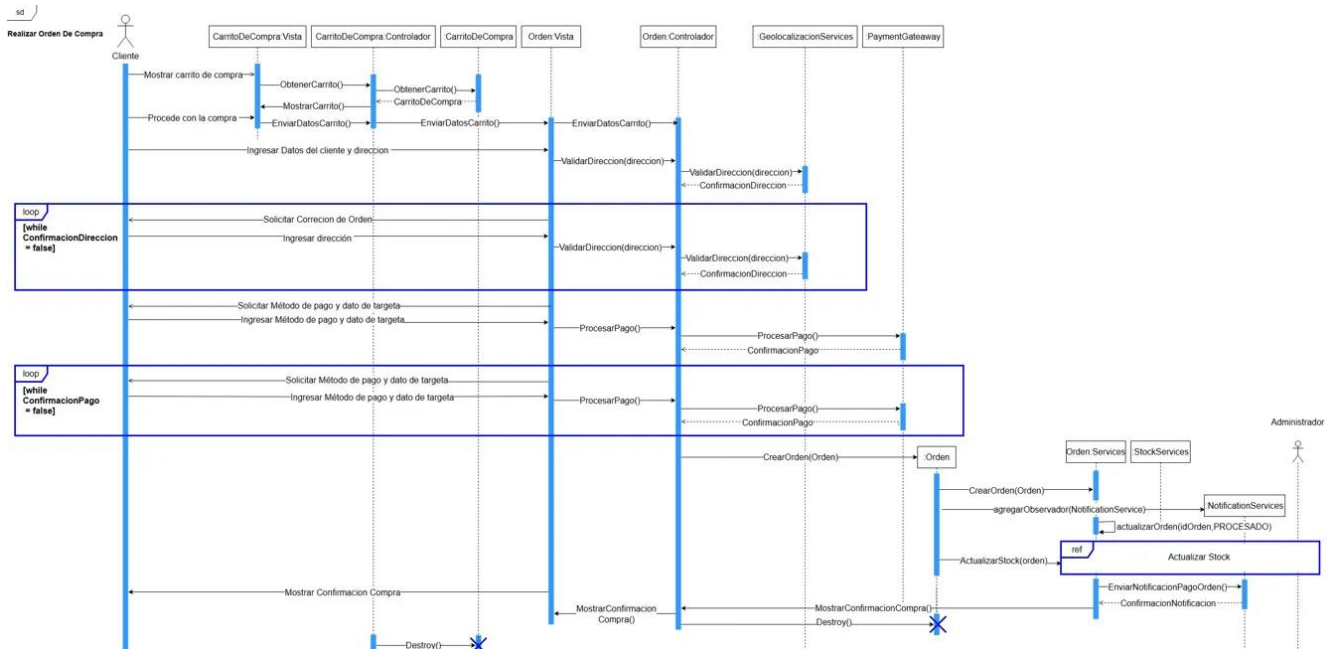 sd
Realizar Orden De Compra
Cliente
CarritoDeCompra:Vista
CarritoDeCompra:Controlador
CarritoDeCompra
Orden:Vista
Orden:Controlador
:GeolocalizacionServices
:PaymentGateaway
Mostrar carrito de compra
ObtenerCarrito()
ObtenerCarrito()
CarritoDeCompra
MostrarCarrito()
Procede con la compra
EnviarDatosCarrito()
EnviarDatosCarrito()
EnviarDatosCarrito()
Ingresar Datos del cliente y direccion
ValidarDireccion(direccion)
ValidarDireccion(direccion)
ConfirmacionDireccion
loop
[while
ConfirmacionDireccion
= false]
Solicitar Correcion de Orden
Ingresar dirección
ValidarDireccion(direccion)
ValidarDireccion(direccion)
ConfirmacionDireccion
Solicitar Método de pago y dato de targeta
Ingresar Método de pago y dato de targeta
ProcesarPago()
ProcesarPago()
ConfirmacionPago
loop
[while
ConfirmacionPago
= false]
Solicitar Método de pago y dato de targeta
Ingresar Método de pago y dato de targeta
ProcesarPago()
ProcesarPago()
ConfirmacionPago
Administrador
CrearOrden(Orden)
:Orden
Orden:Services
:StockServices
CrearOrden(Orden)
agregarObservador(NotificationService)
:NotificationServices
actualizarOrden(idOrden,PROCESADO)
ref
Actualizar Stock
ActualizarStock(orden)
EnviarNotificacionPagoOrden()
ConfirmacionNotificacion
Mostrar Confirmacion Compra
MostrarConfirmacion
Compra()
MostrarConfirmacionCompra()
Destroy()
Destroy()